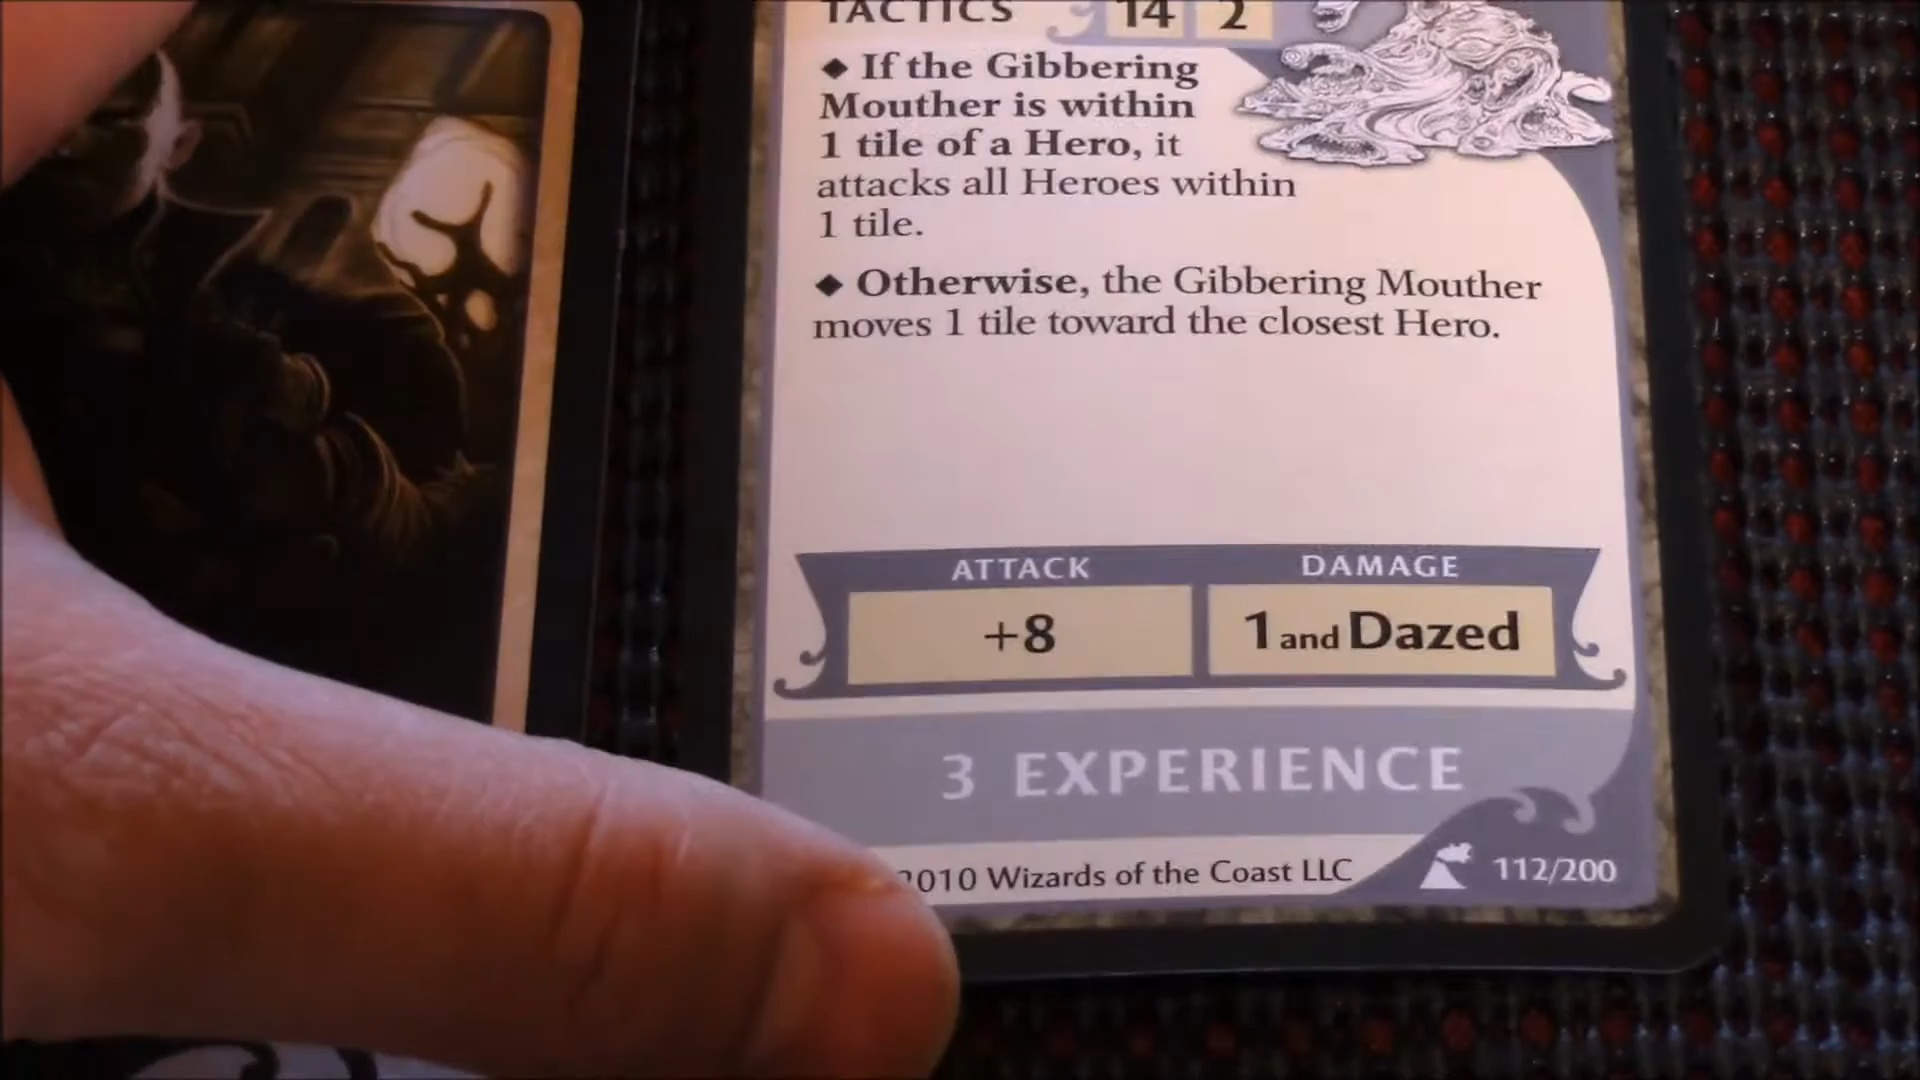 TACTICS 14 2
◆ If the Gibbering
Mouther is within
1 tile of a Hero, it
attacks all Heroes within
1 tile.
◆ Otherwise, the Gibbering Mouther
moves 1 tile toward the closest Hero.
ATTACK DAMAGE
+8 1 and Dazed
3 EXPERIENCE
2010 Wizards of the Coast LLC
112/200